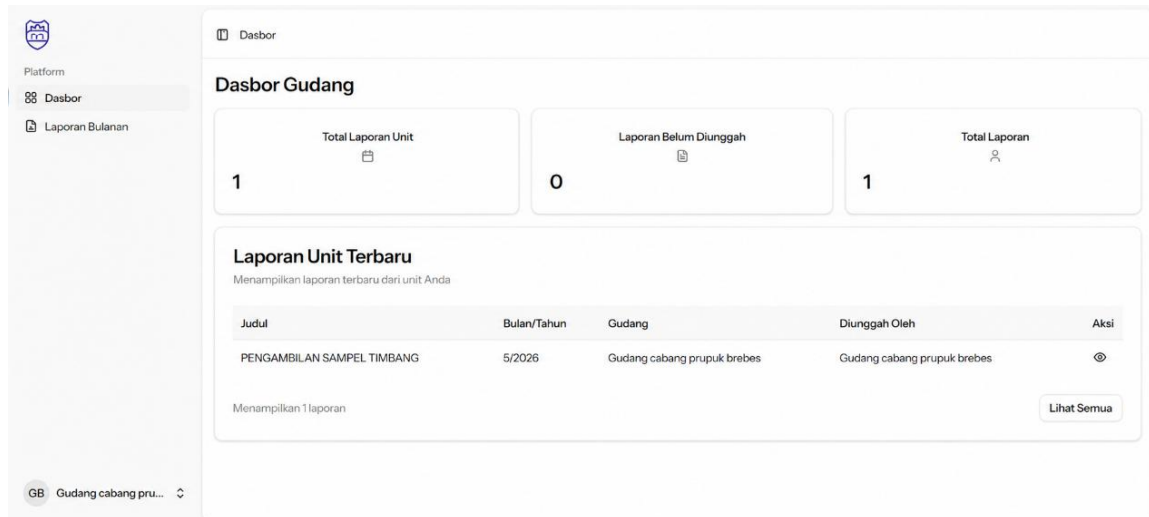 Dasbor
Platform
Dasbor
Laporan Bulanan
Dasbor Gudang
Total Laporan Unit
1
Laporan Belum Diunggah
0
Total Laporan
1
Laporan Unit Terbaru
Menampilkan laporan terbaru dari unit Anda
Judul Bulan/Tahun Gudang Diunggah Oleh Aksi
PENGAMBILAN SAMPEL TIMBANG 5/2026 Gudang cabang prupuk brebes Gudang cabang prupuk brebes
Menampilkan 1 laporan Lihat Semua
GB Gudang cabang pru...